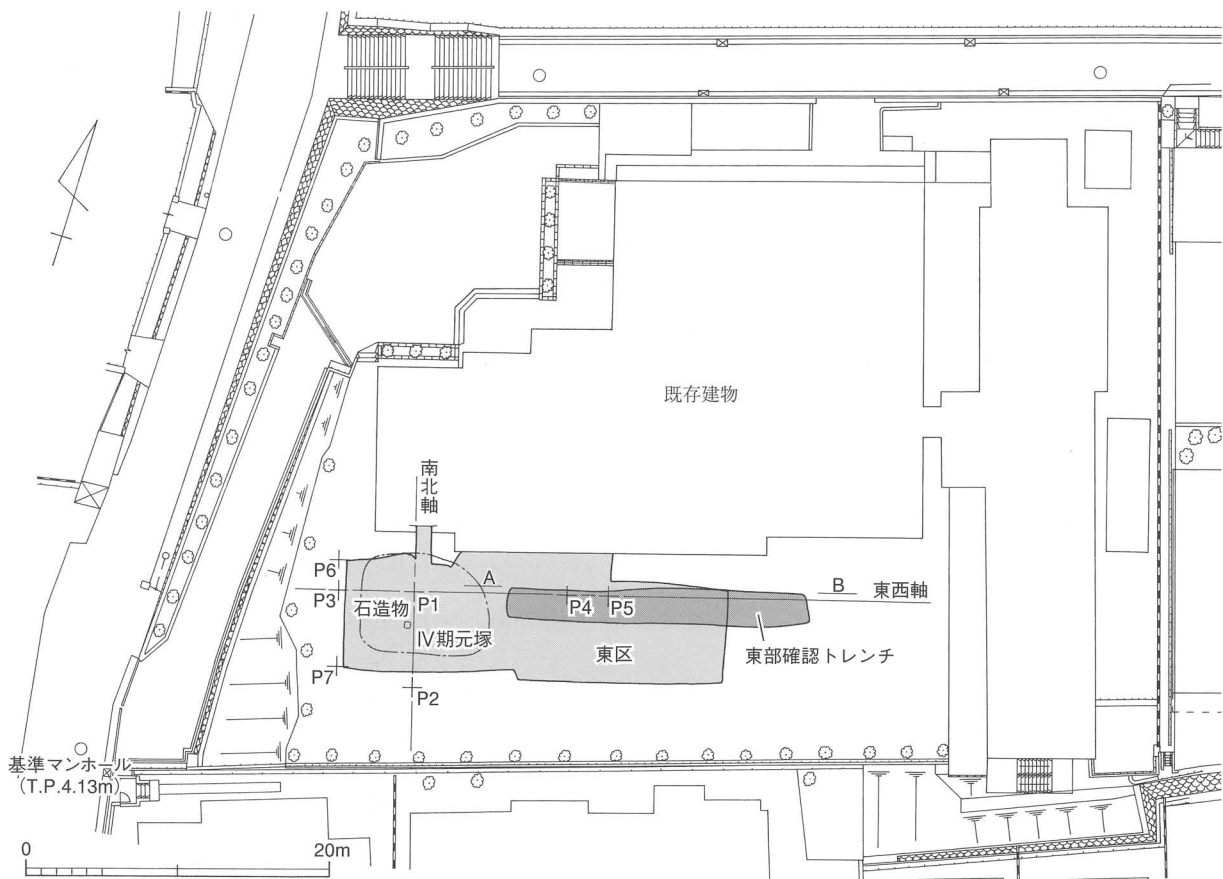 既存建物
南北軸
P6
A
B
東西軸
P3
石造物
P1
P4
P5
Ⅳ期元塚
東区
東部確認トレンチ
P7
P2
基準マンホール
(T.P.4.13m)
0
20m